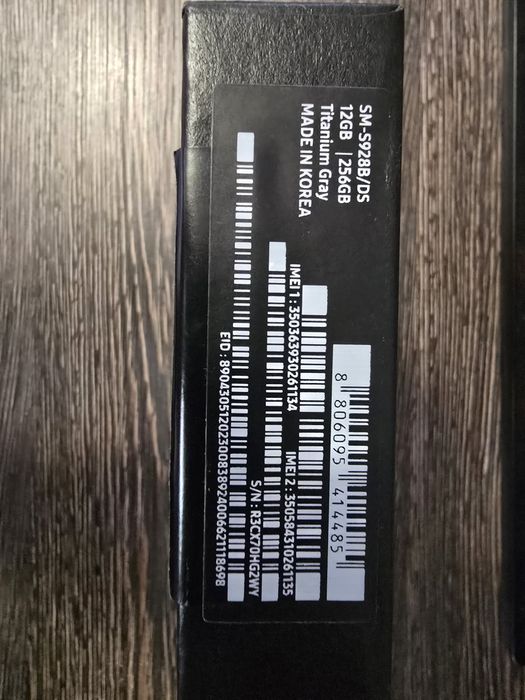 SM-S928B/DS
12GB | 256GB
Titanium Gray
MADE IN KOREA
8 806095 414485
IMEI 1 : 350363930261134
IMEI 2 : 350584310261135
S/N : R3CX70HG2WY
EID : 89043051202300838924006621118698